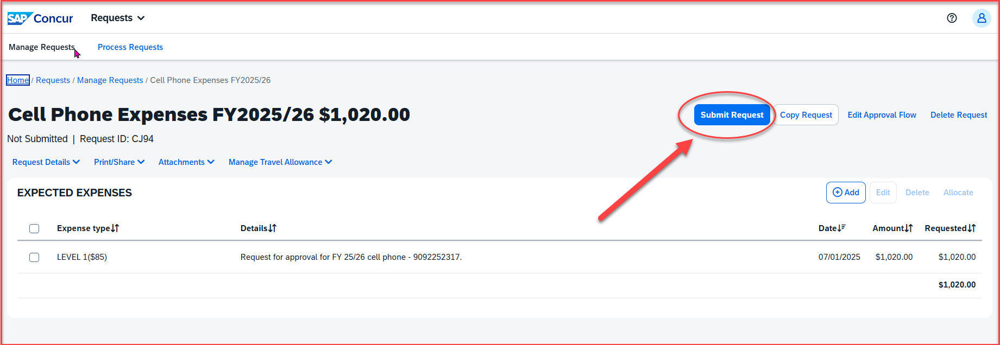 SAP Concur Requests
Manage Requests Process Requests
Home / Requests / Manage Requests / Cell Phone Expenses FY2025/26
Cell Phone Expenses FY2025/26 $1,020.00
Submit Request Copy Request Edit Approval Flow Delete Request
Not Submitted | Request ID: CJ94
Request Details Print/Share Attachments Manage Travel Allowance
EXPECTED EXPENSES
Add Edit Delete Allocate
Expense type Details Date Amount Requested
LEVEL 1($85) Request for approval for FY 25/26 cell phone - 9092252317. 07/01/2025 $1,020.00 $1,020.00
$1,020.00